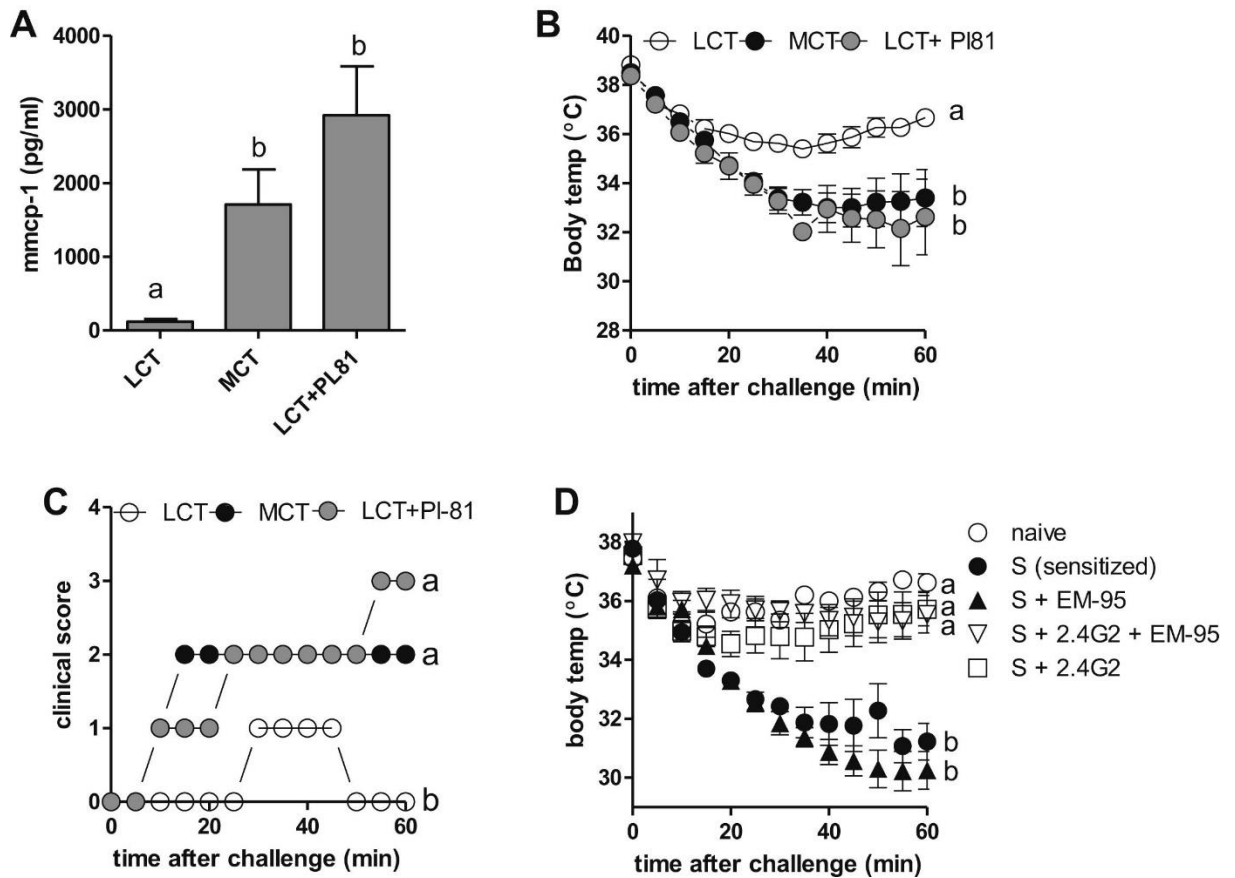 A
mmcp-1 (pg/ml)
4000
3000
2000
1000
0
a
b
b
LCT
MCT
LCT+PL81
B
LCT MCT LCT+ Pl81
Body temp (°C)
40
38
36
34
32
30
28
a
b
b
0 20 40 60
time after challenge (min)
C
LCT MCT LCT+Pl-81
clinical score
4
3
2
1
0
a
a
b
0 20 40 60
time after challenge (min)
D
body temp (°C)
38
36
34
32
30
a
a
a
b
b
0 20 40 60
time after challenge (min)
naive
S (sensitized)
S + EM-95
S + 2.4G2 + EM-95
S + 2.4G2